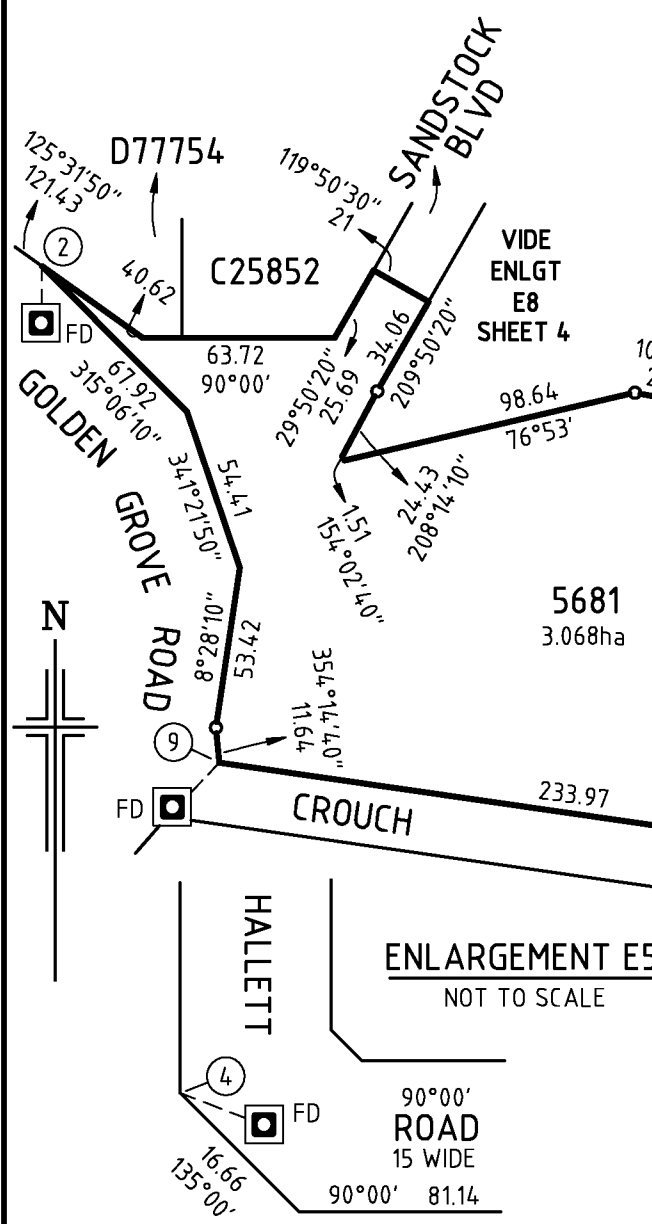 SANDSTOCK
BLVD
125°31'50"
121.43
D77754
119°50'30"
21
2
40.62
C25852
VIDE
ENLGT
E8
SHEET 4
FD
67.92
315°06'10"
63.72
90°00'
29°50'20"
25.69
34.06
209°50'20"
10
2
98.64
76°53'
GOLDEN
GROVE
ROAD
54.41
341°21'50"
24.43
208°14'10"
1.51
154°02'40"
5681
3.068ha
N
8°28'10"
53.42
354°14'40"
11.64
9
233.97
FD
CROUCH
HALLETT
ENLARGEMENT E5
NOT TO SCALE
4
FD
90°00'
ROAD
15 WIDE
16.66
135°00'
90°00' 81.14